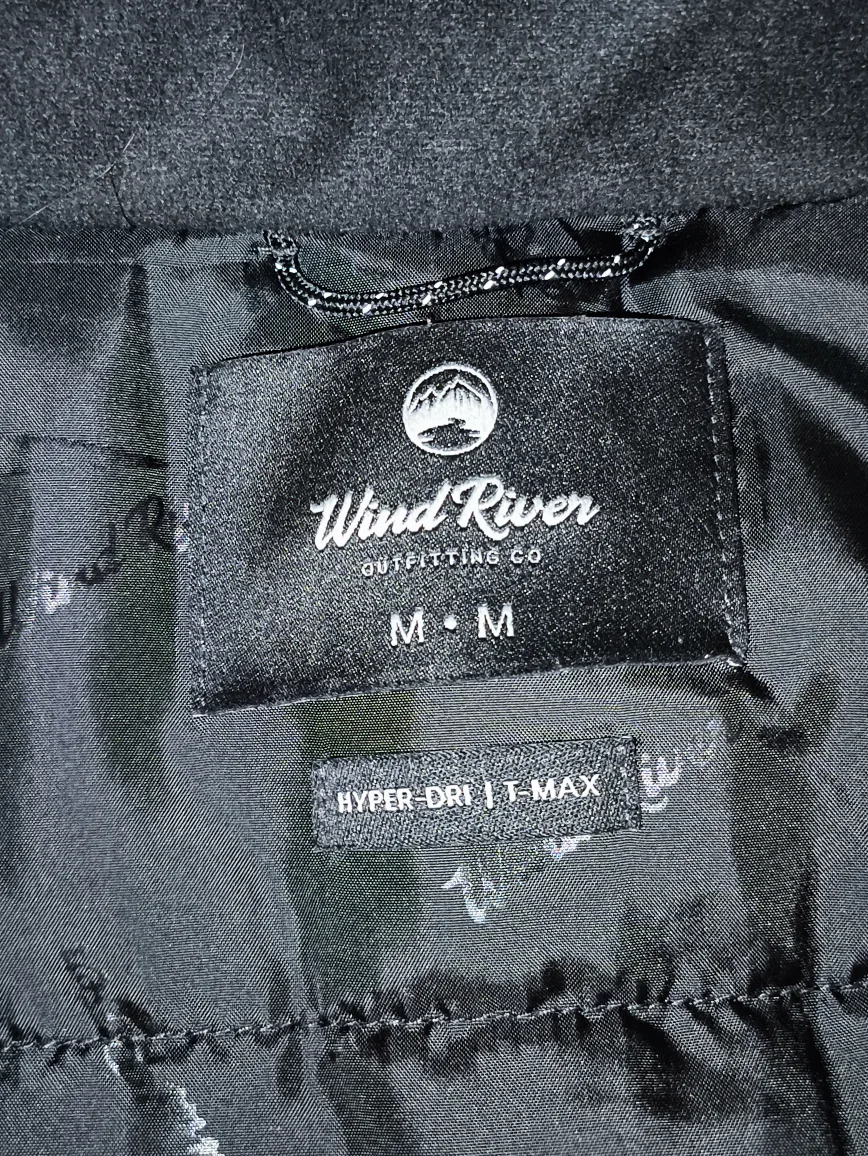 Wind River
OUTFITTING CO
M • M
HYPER-DRI | T-MAX